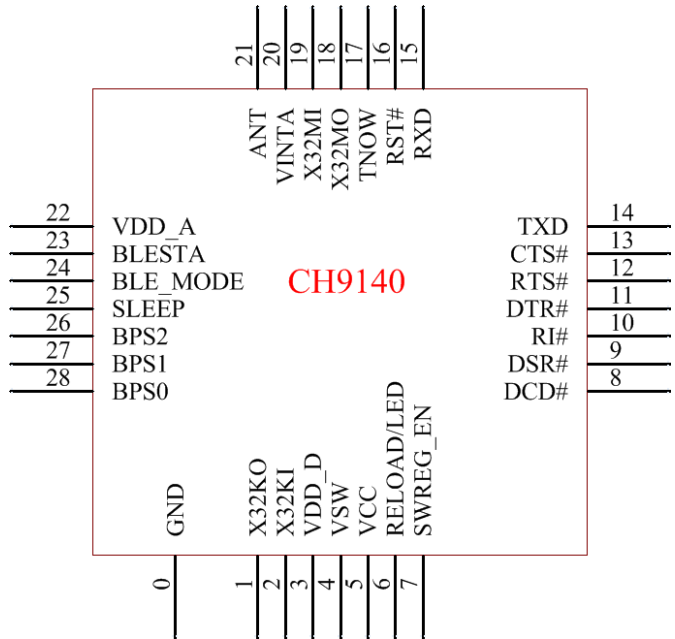 21 20 19 18 17 16 15
ANT VINTA X32MI X32MO TNOW RST# RXD
22 VDD_A TXD 14
23 BLESTA CTS# 13
24 BLE_MODE CH9140 RTS# 12
25 SLEEP DTR# 11
26 BPS2 RI# 10
27 BPS1 DSR# 9
28 BPS0 DCD# 8
GND X32KO X32KI VDD_D VSW VCC RELOAD/LED SWREG_EN
0 1 2 3 4 5 6 7